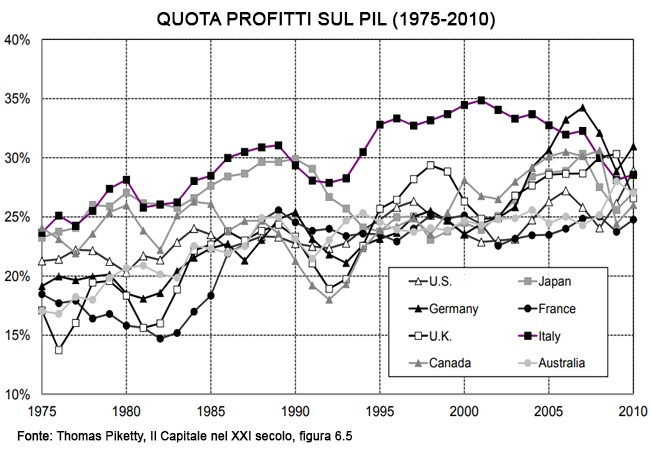 QUOTA PROFITTI SUL PIL (1975-2010)
40%
35%
30%
25%
20%
15%
10%
U.S. Japan
Germany France
U.K. Italy
Canada Australia
1975 1980 1985 1990 1995 2000 2005 2010
Fonte: Thomas Piketty, Il Capitale nel XXI secolo, figura 6.5